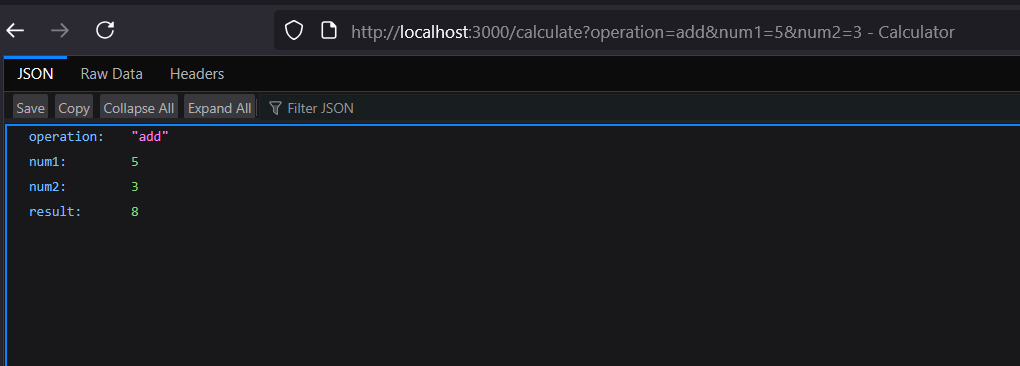 http://localhost:3000/calculate?operation=add&num1=5&num2=3 - Calculator
JSON Raw Data Headers
Save Copy Collapse All Expand All Filter JSON
operation: "add"
num1: 5
num2: 3
result: 8